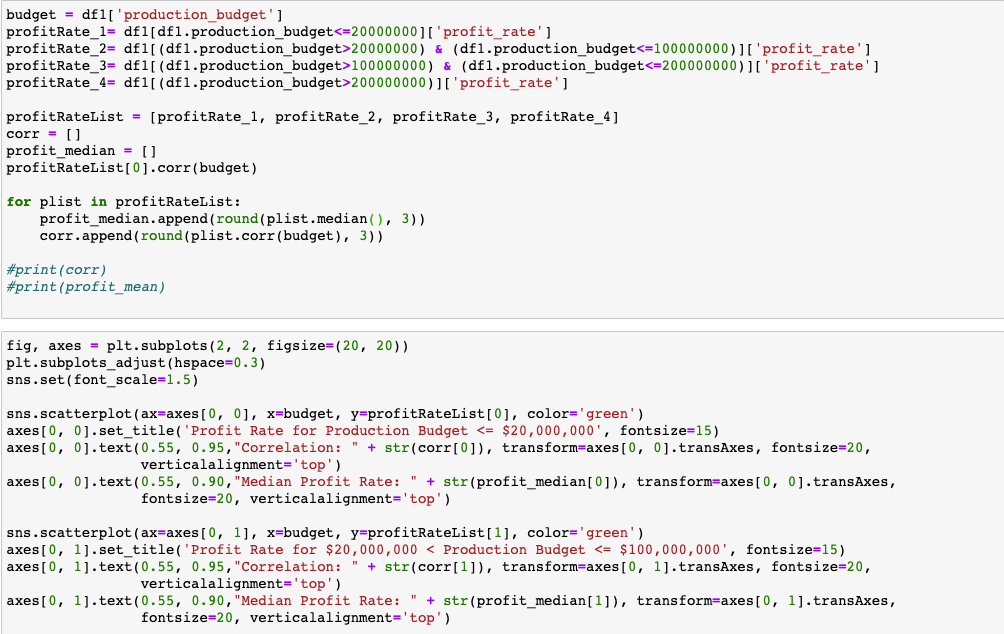 budget = df1['production_budget']
profitRate_1= df1[df1.production_budget<=20000000]['profit_rate']
profitRate_2= df1[(df1.production_budget>20000000) & (df1.production_budget<=100000000)]['profit_rate']
profitRate_3= df1[(df1.production_budget>100000000) & (df1.production_budget<=200000000)]['profit_rate']
profitRate_4= df1[(df1.production_budget>200000000)]['profit_rate']

profitRateList = [profitRate_1, profitRate_2, profitRate_3, profitRate_4]
corr = []
profit_median = []
profitRateList[0].corr(budget)

for plist in profitRateList:
    profit_median.append(round(plist.median(), 3))
    corr.append(round(plist.corr(budget), 3))

#print(corr)
#print(profit_mean)

fig, axes = plt.subplots(2, 2, figsize=(20, 20))
plt.subplots_adjust(hspace=0.3)
sns.set(font_scale=1.5)

sns.scatterplot(ax=axes[0, 0], x=budget, y=profitRateList[0], color='green')
axes[0, 0].set_title('Profit Rate for Production Budget <= $20,000,000', fontsize=15)
axes[0, 0].text(0.55, 0.95,"Correlation: " + str(corr[0]), transform=axes[0, 0].transAxes, fontsize=20,
                verticalalignment='top')
axes[0, 0].text(0.55, 0.90,"Median Profit Rate: " + str(profit_median[0]), transform=axes[0, 0].transAxes,
                fontsize=20, verticalalignment='top')

sns.scatterplot(ax=axes[0, 1], x=budget, y=profitRateList[1], color='green')
axes[0, 1].set_title('Profit Rate for $20,000,000 < Production Budget <= $100,000,000', fontsize=15)
axes[0, 1].text(0.55, 0.95,"Correlation: " + str(corr[1]), transform=axes[0, 1].transAxes, fontsize=20,
                verticalalignment='top')
axes[0, 1].text(0.55, 0.90,"Median Profit Rate: " + str(profit_median[1]), transform=axes[0, 1].transAxes,
                fontsize=20, verticalalignment='top')